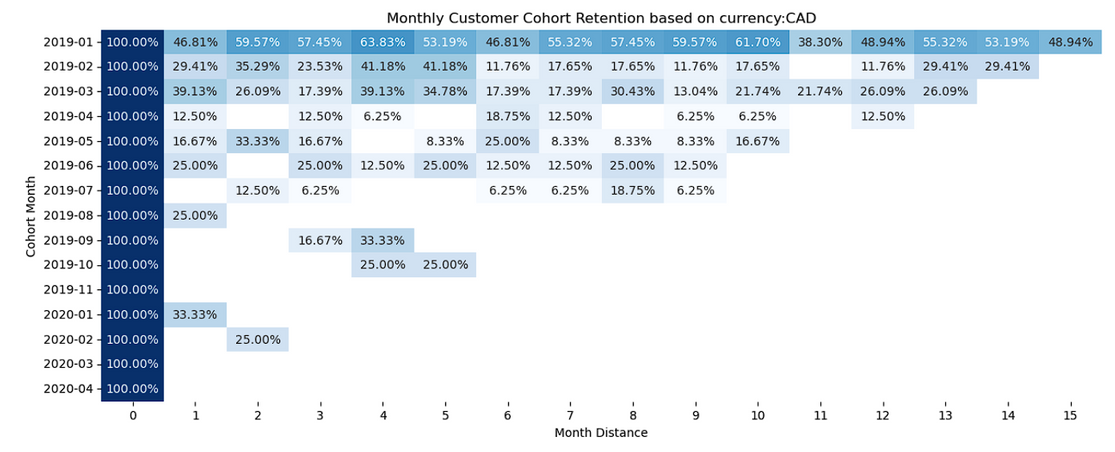 Monthly Customer Cohort Retention based on currency:CAD
Cohort Month
2019-01 100.00% 46.81% 59.57% 57.45% 63.83% 53.19% 46.81% 55.32% 57.45% 59.57% 61.70% 38.30% 48.94% 55.32% 53.19% 48.94%
2019-02 100.00% 29.41% 35.29% 23.53% 41.18% 41.18% 11.76% 17.65% 17.65% 11.76% 17.65% 11.76% 29.41% 29.41%
2019-03 100.00% 39.13% 26.09% 17.39% 39.13% 34.78% 17.39% 17.39% 30.43% 13.04% 21.74% 21.74% 26.09% 26.09%
2019-04 100.00% 12.50% 12.50% 6.25% 18.75% 12.50% 6.25% 6.25% 12.50%
2019-05 100.00% 16.67% 33.33% 16.67% 8.33% 25.00% 8.33% 8.33% 8.33% 16.67%
2019-06 100.00% 25.00% 25.00% 12.50% 25.00% 12.50% 12.50% 25.00% 12.50%
2019-07 100.00% 12.50% 6.25% 6.25% 6.25% 18.75% 6.25%
2019-08 100.00% 25.00%
2019-09 100.00% 16.67% 33.33%
2019-10 100.00% 25.00% 25.00%
2019-11 100.00%
2020-01 100.00% 33.33%
2020-02 100.00% 25.00%
2020-03 100.00%
2020-04 100.00%
0 1 2 3 4 5 6 7 8 9 10 11 12 13 14 15
Month Distance